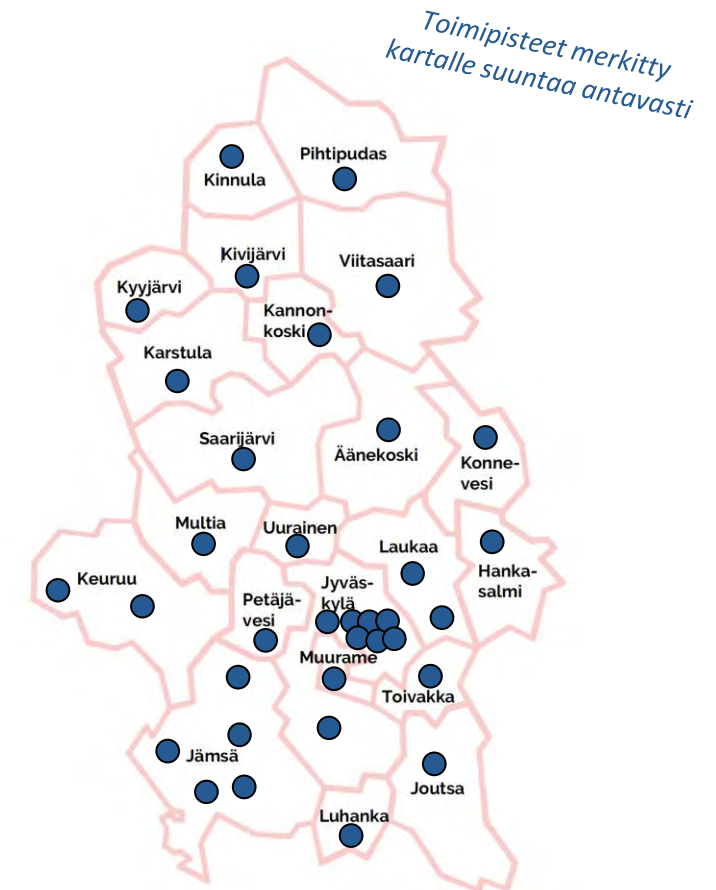 Toimipisteet merkitty
kartalle suuntaa antavasti
Pihtipudas
Kinnula
Kivijärvi
Viitasaari
Kyyjärvi
Kannon-
koski
Karstula
Saarijärvi
Äänekoski
Konne-
vesi
Multia
Uurainen
Laukaa
Hanka-
salmi
Keuruu
Jyväs-
kylä
Petäjä-
vesi
Muurame
Toivakka
Jämsä
Joutsa
Luhanka